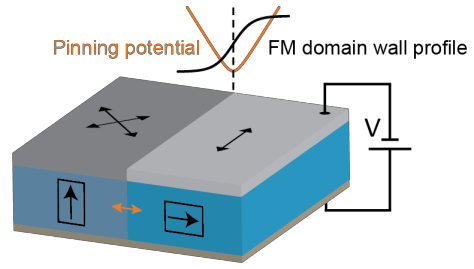 Pinning potential
FM domain wall profile
V